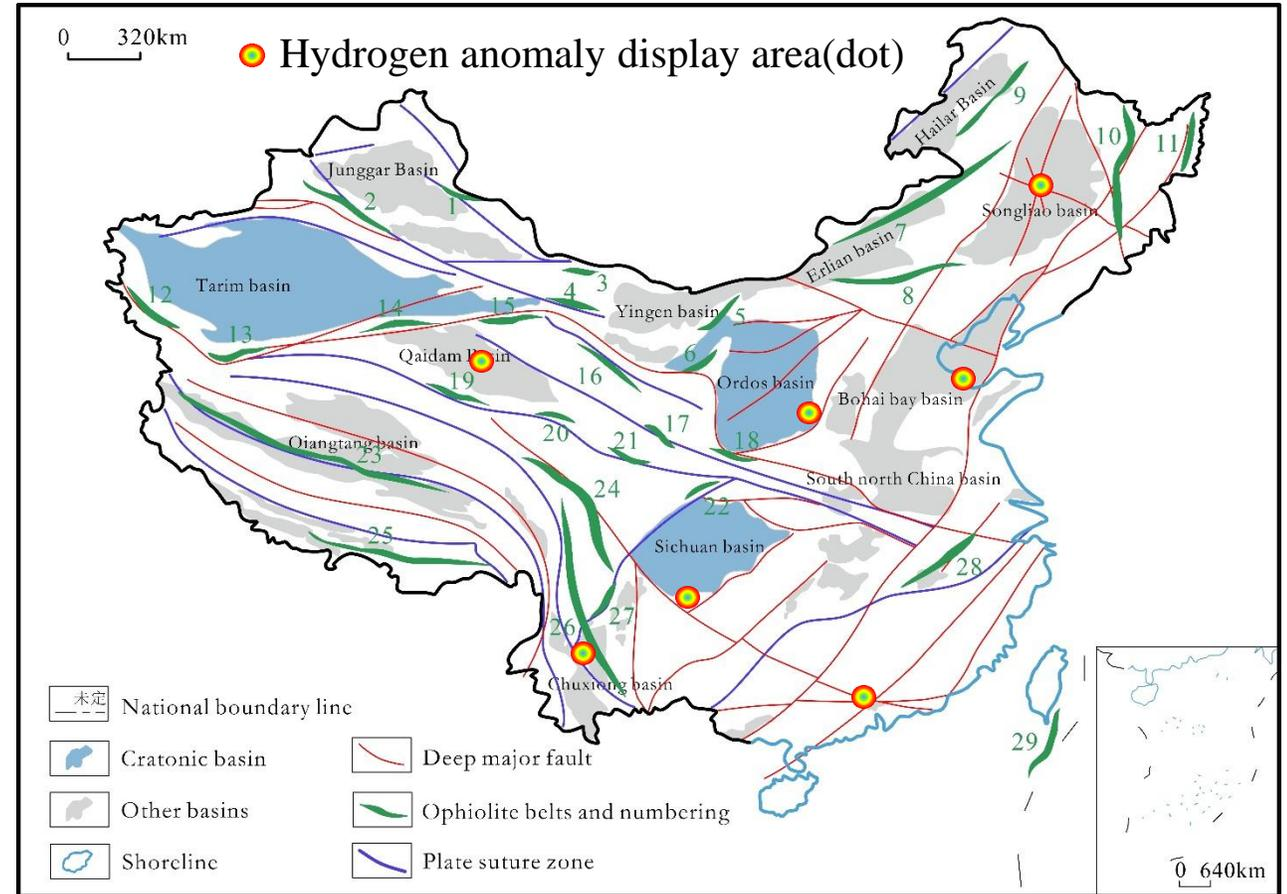 0 320km
Hydrogen anomaly display area(dot)
9
Hailar Basin
10
11
Junggar Basin
2
1
Songliao basin
7
Erlian basin
3
Tarim basin
4
8
12
14
15
Yingen basin
5
13
Qaidam Basin
6
16
Ordos basin
19
Bohai bay basin
20
17
21
18
Qiangtang basin
23
South north China basin
24
22
25
Sichuan basin
28
26
27
Chuxiong basin
29
未定
National boundary line
Cratonic basin
Deep major fault
Other basins
Ophiolite belts and numbering
Shoreline
Plate suture zone
0 640km